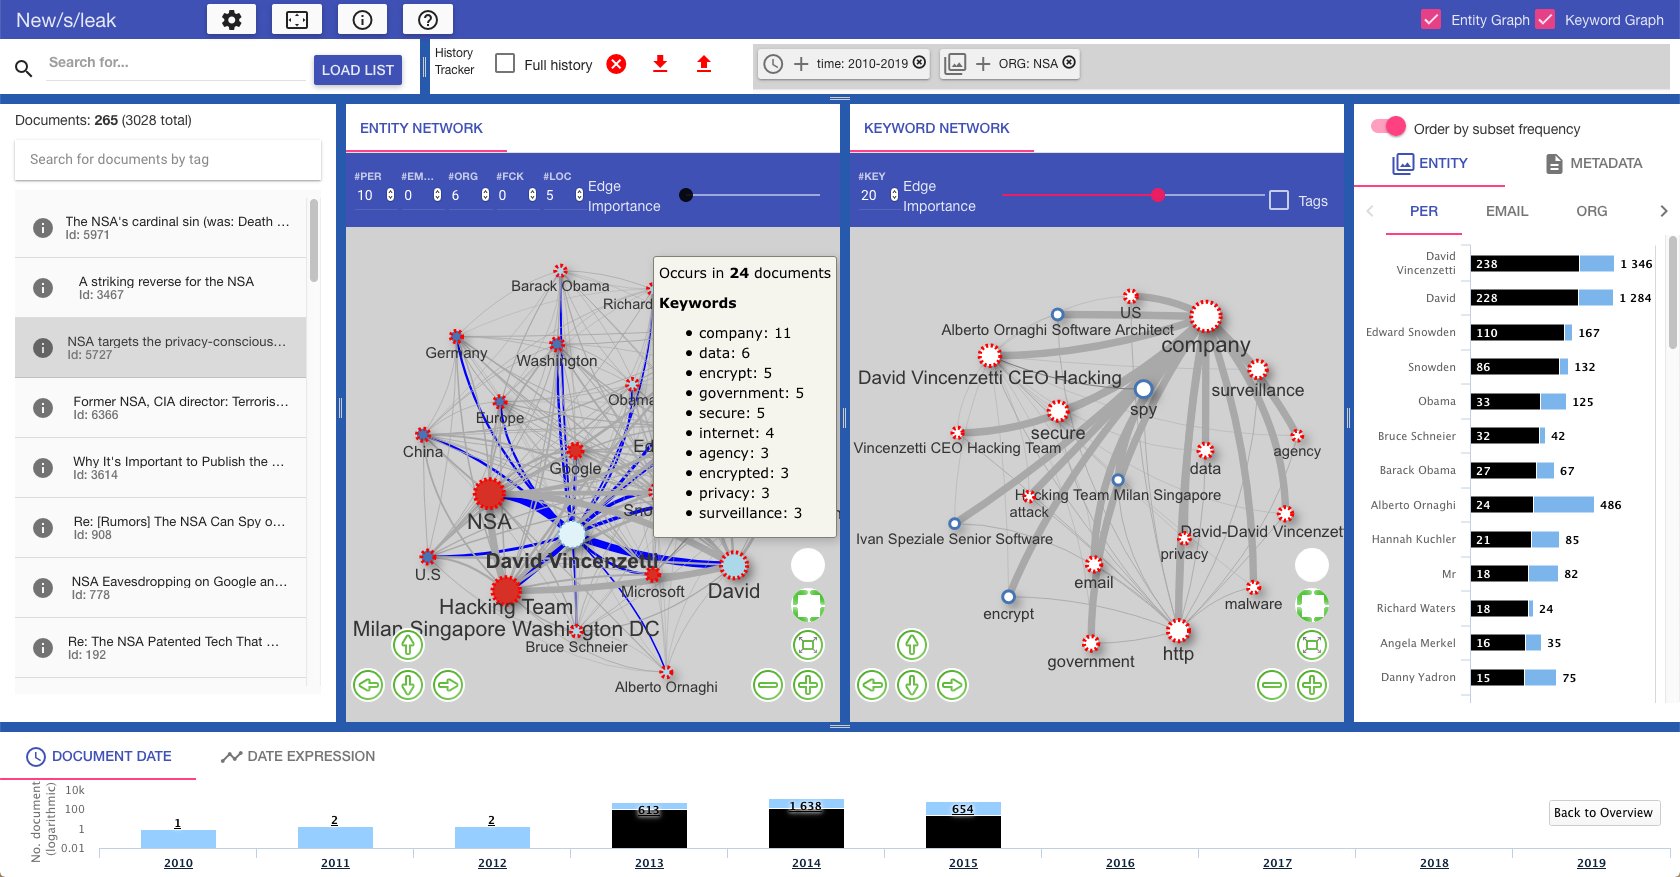 New/s/leak
Entity Graph
Keyword Graph
Search for...
LOAD LIST
History
Tracker
Full history
time: 2010-2019
ORG: NSA
Documents: 265 (3028 total)
Search for documents by tag
The NSA's cardinal sin (was: Death ...
Id: 5971
A striking reverse for the NSA
Id: 3467
NSA targets the privacy-conscious...
Id: 5727
Former NSA, CIA director: Terroris...
Id: 6366
Why It's Important to Publish the ...
Id: 3614
Re: [Rumors] The NSA Can Spy o...
Id: 908
NSA Eavesdropping on Google an...
Id: 778
Re: The NSA Patented Tech That ...
Id: 192
ENTITY NETWORK
#PER
#EM...
#ORG
#FCK
#LOC
10
0
6
0
5
Edge
Importance
Barack Obama
Richard
Germany
Washington
Obama
Europe
China
Google
Ed
NSA
Sno
David Vincenzetti
U.S
Microsoft
David
Hacking Team
Milan Singapore Washington DC
Bruce Schneier
Alberto Ornaghi
Occurs in 24 documents
Keywords
company: 11
data: 6
encrypt: 5
government: 5
secure: 5
internet: 4
agency: 3
encrypted: 3
privacy: 3
surveillance: 3
KEYWORD NETWORK
#KEY
20
Edge
Importance
Tags
US
Alberto Ornaghi Software Architect
company
David Vincenzetti CEO Hacking
surveillance
spy
secure
Vincenzetti CEO Hacking Team
agency
data
Hacking Team Milan Singapore
attack
Ivan Speziale Senior Software
David-David Vincenzet
privacy
email
malware
encrypt
government
http
Order by subset frequency
ENTITY
METADATA
PER
EMAIL
ORG
David
Vincenzetti
238
1 346
David
228
1 284
Edward Snowden
110
167
Snowden
86
132
Obama
33
125
Bruce Schneier
32
42
Barack Obama
27
67
Alberto Ornaghi
24
486
Hannah Kuchler
21
85
Mr
18
82
Richard Waters
18
24
Angela Merkel
16
35
Danny Yadron
15
75
DOCUMENT DATE
DATE EXPRESSION
No. document
(logarithmic)
10k
100
1
0.01
1
2
2
613
1 638
654
Back to Overview
2010
2011
2012
2013
2014
2015
2016
2017
2018
2019